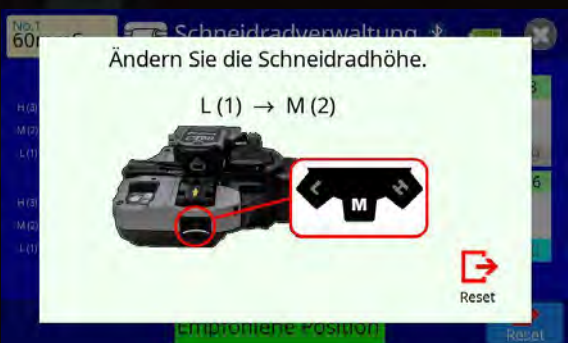 No.1
60
Schneidradverwaltung
Ändern Sie die Schneidradhöhe.
L (1) → M (2)
H (3)
M (2)
L (1)
L
M
H
H (3)
M (2)
L (1)
6
Reset
Empfohlene Position
Reset